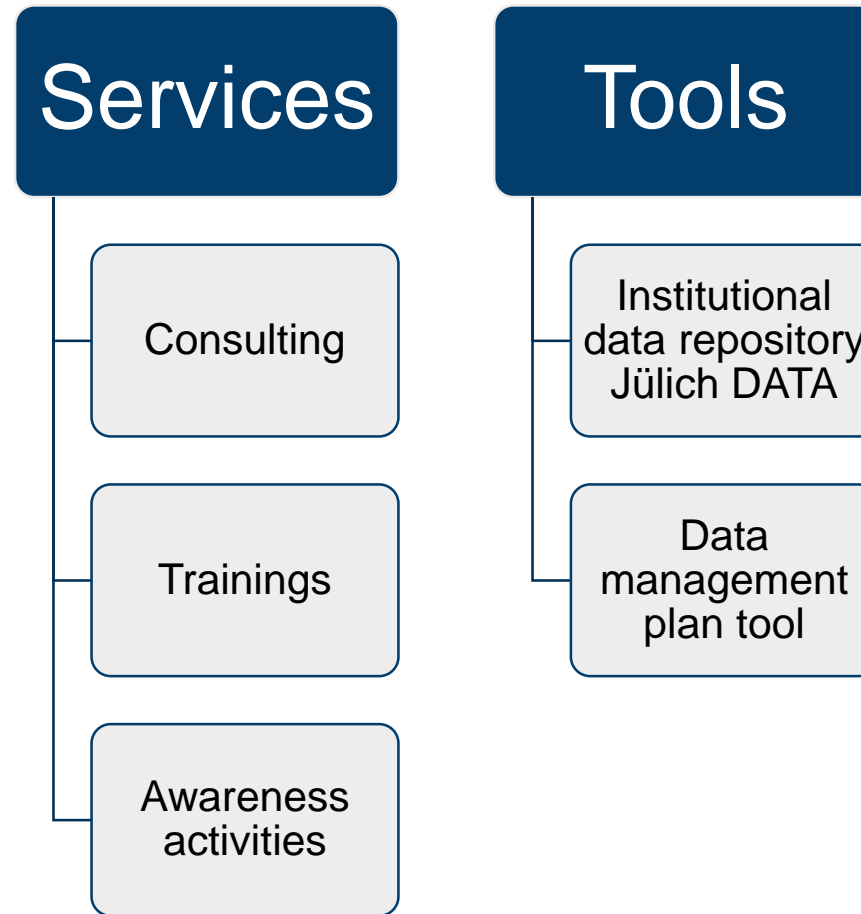 Services
Consulting
Trainings
Awareness
activities
Tools
Institutional
data repository
Jülich DATA
Data
management
plan tool